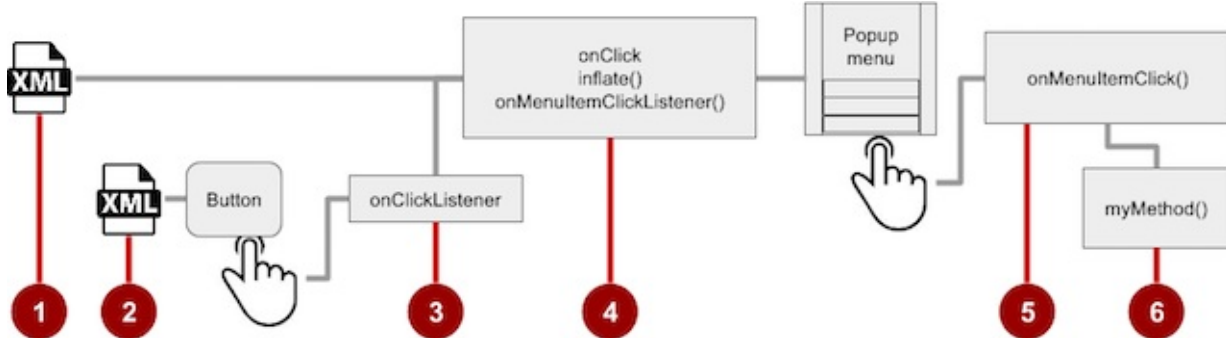 XML
onClick
inflate()
onMenuItemClickListener()
Popup
menu
onMenuItemClick()
XML
Button
onClickListener
myMethod()
1
2
3
4
5
6